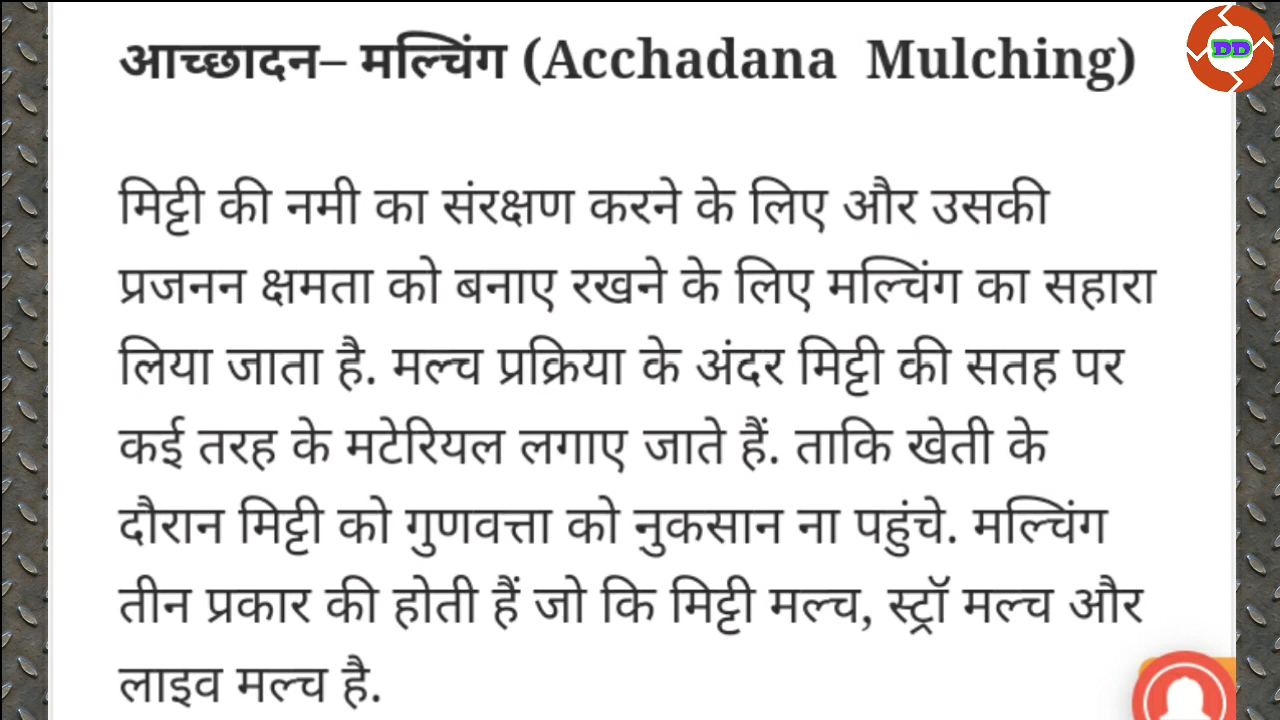 आच्छादन– मल्चिंग (Acchadana Mulching)
DD
मिट्टी की नमी का संरक्षण करने के लिए और उसकी
प्रजनन क्षमता को बनाए रखने के लिए मल्चिंग का सहारा
लिया जाता है. मल्च प्रक्रिया के अंदर मिट्टी की सतह पर
कई तरह के मटेरियल लगाए जाते हैं. ताकि खेती के
दौरान मिट्टी को गुणवत्ता को नुकसान ना पहुंचे. मल्चिंग
तीन प्रकार की होती हैं जो कि मिट्टी मल्च, स्ट्रॉ मल्च और
लाइव मल्च है.